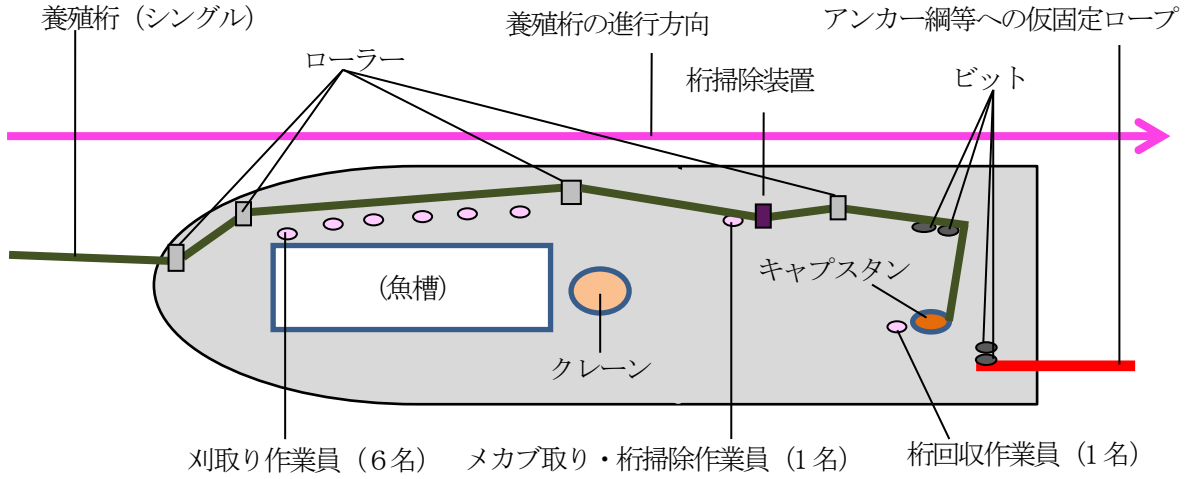 養殖桁（シングル）
養殖桁の進行方向
アンカー綱等への仮固定ロープ
ローラー
桁掃除装置
ビット
キャプスタン
（魚槽）
クレーン
刈取り作業員（６名）
メカブ取り・桁掃除作業員（1名）
桁回収作業員（1名）